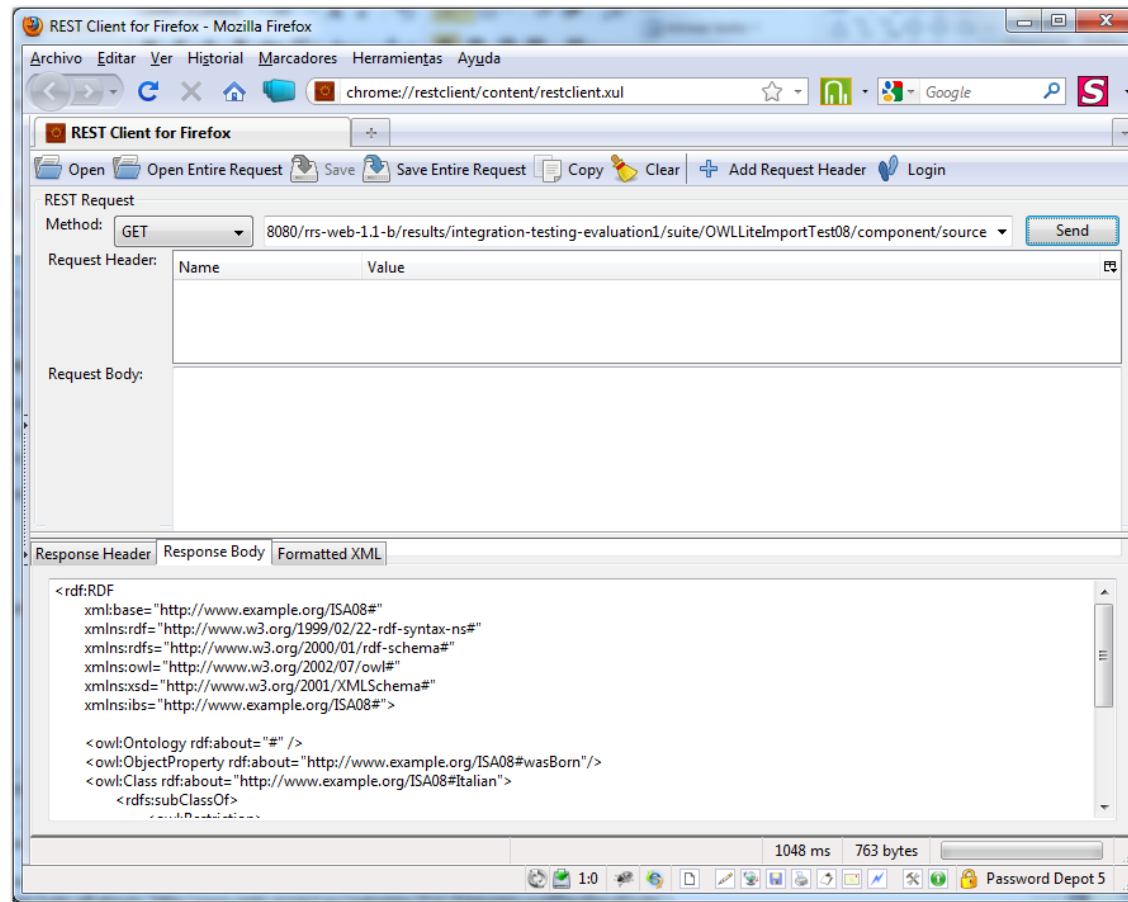 REST Client for Firefox - Mozilla Firefox
Archivo Editar Ver Historial Marcadores Herramientas Ayuda
chrome://restclient/content/restclient.xul Google S
REST Client for Firefox
Open Open Entire Request Save Save Entire Request Copy Clear Add Request Header Login
REST Request
Method: GET 8080/rrs-web-1.1-b/results/integration-testing-evaluation1/suite/OWLLiteImportTest08/component/source Send
Request Header: Name Value
Request Body:
Response Header Response Body Formatted XML
<rdf:RDF
xml:base="http://www.example.org/ISA08#"
xmlns:rdf="http://www.w3.org/1999/02/22-rdf-syntax-ns#"
xmlns:rdfs="http://www.w3.org/2000/01/rdf-schema#"
xmlns:owl="http://www.w3.org/2002/07/owl#"
xmlns:xsd="http://www.w3.org/2001/XMLSchema#"
xmlns:ibs="http://www.example.org/ISA08#">
<owl:Ontology rdf:about="#" />
<owl:ObjectProperty rdf:about="http://www.example.org/ISA08#wasBorn"/>
<owl:Class rdf:about="http://www.example.org/ISA08#Italian">
<rdfs:subClassOf>
1048 ms 763 bytes
1:0 Password Depot 5